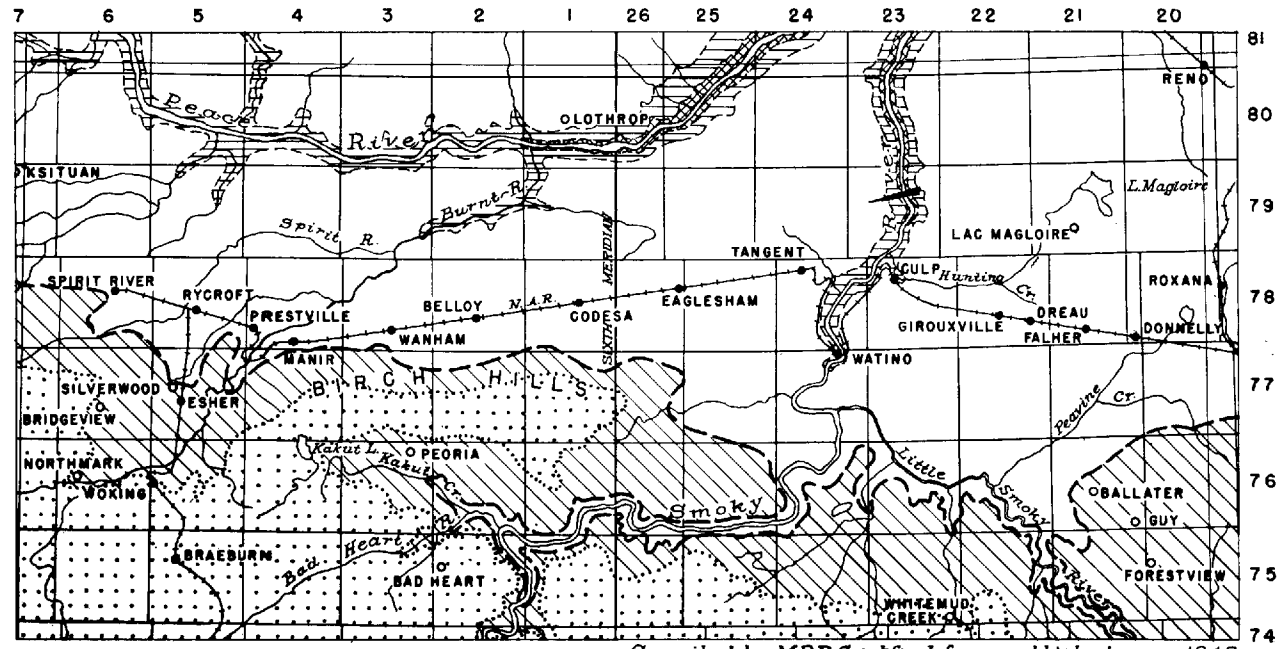 7 6 5 4 3 2 1 26 25 24 23 22 21 20
81
RENO
80
Peace
River
LOTHROP
KSITUAN
River
L. Magloire
Burnt R.
79
Spirit R.
LAC MAGLOIRE
SIXTH MERIDIAN
TANGENT
SPIRIT RIVER
CULP
Hunting Cr.
ROXANA
RYCROFT
78
PRESTVILLE
BELLOY
N.A.R.
CODESA
EAGLESHAM
GIROUXVILLE
DREAU
FALHER
DONNELLY
WANHAM
MANIR
WATINO
SILVERWOOD
BIRCH HILLS
77
ESHER
BRIDGEVIEW
Peavine Cr.
NORTHMARK
Kakut L.
PEORIA
Kakut Cr.
Little Smoky River
76
WOKING
BALLATER
Smoky
R.
GUY
BRAEBURN
Bad Heart
BAD HEART
FORESTVIEW
75
WHITEMUD
CREEK
74